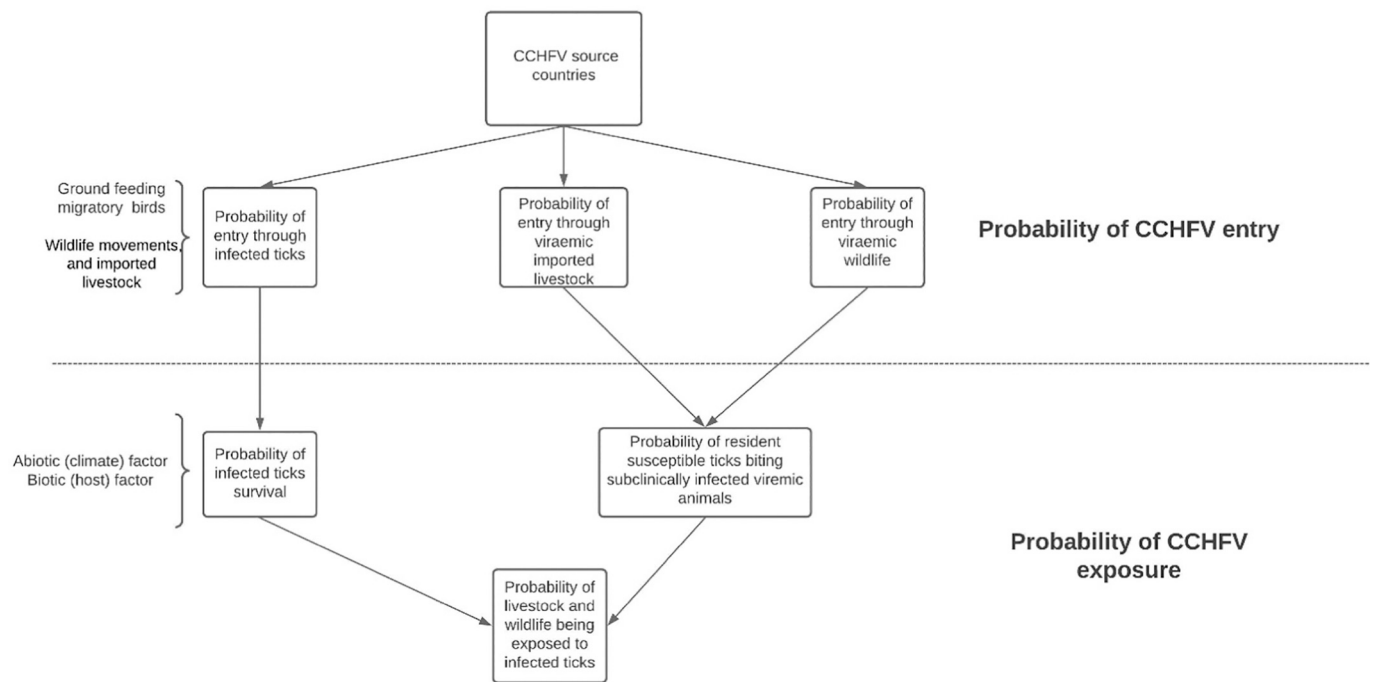 CCHFV source
countries
Ground feeding
migratory birds
Wildlife movements,
and imported
livestock
Probability of
entry through
infected ticks
Probability of
entry through
viraemic
imported
livestock
Probability of
entry through
viraemic
wildlife
Probability of CCHFV entry
Abiotic (climate) factor
Biotic (host) factor
Probability of
infected ticks
survival
Probability of resident
susceptible ticks biting
subclinically infected viremic
animals
Probability of CCHFV
exposure
Probability of
livestock and
wildlife being
exposed to
infected ticks